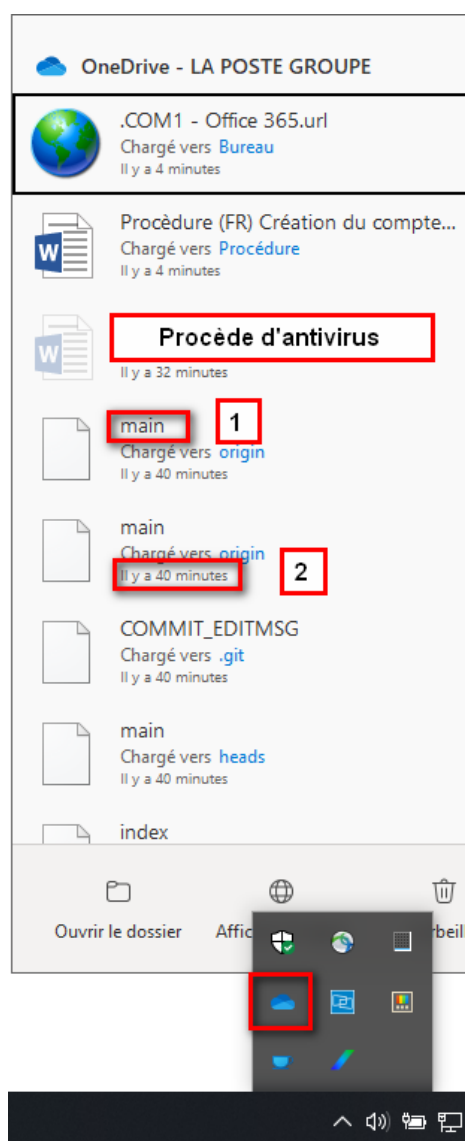 OneDrive - LA POSTE GROUPE
.COM1 - Office 365.url
Chargé vers Bureau
Il y a 4 minutes
Procèdure (FR) Création du compte...
Chargé vers Procédure
Il y a 4 minutes
Procède d'antivirus
Il y a 32 minutes
main
1
Chargé vers origin
Il y a 40 minutes
main
Chargé vers origin
Il y a 40 minutes
2
COMMIT_EDITMSG
Chargé vers .git
Il y a 40 minutes
main
Chargé vers heads
Il y a 40 minutes
index
Ouvrir le dossier
Affic
rbeill